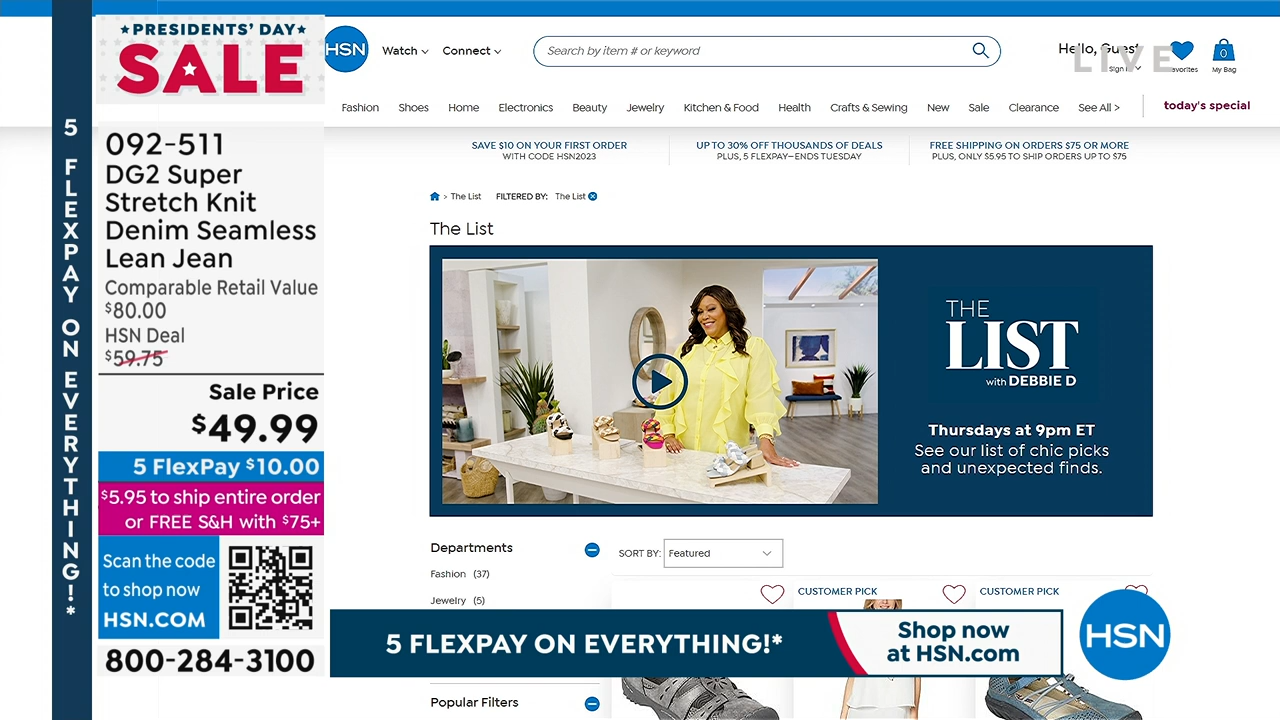 PRESIDENTS' DAY
SALE
5 FLEXPAY ON EVERYTHING!*
092-511
DG2 Super
Stretch Knit
Denim Seamless
Lean Jean
Comparable Retail Value
$80.00
HSN Deal
$59.75
Sale Price
$49.99
5 FlexPay $10.00
$5.95 to ship entire order
or FREE S&H with $75+
Scan the code
to shop now
HSN.COM
800-284-3100
HSN
Watch
Connect
Search by item # or keyword
Hello, Guest
Sign In
LIVE
Favorites
0
My Bag
Fashion Shoes Home Electronics Beauty Jewelry Kitchen & Food Health Crafts & Sewing New Sale Clearance See All > today's special
SAVE $10 ON YOUR FIRST ORDER
WITH CODE HSN2023
UP TO 30% OFF THOUSANDS OF DEALS
PLUS, 5 FLEXPAY—ENDS TUESDAY
FREE SHIPPING ON ORDERS $75 OR MORE
PLUS, ONLY $5.95 TO SHIP ORDERS UP TO $75
> The List FILTERED BY: The List
The List
THE
LIST
with DEBBIE D
Thursdays at 9pm ET
See our list of chic picks
and unexpected finds.
Departments
Fashion (37)
Jewelry (5)
SORT BY: Featured
CUSTOMER PICK
CUSTOMER PICK
5 FLEXPAY ON EVERYTHING!*
Shop now
at HSN.com
HSN
Popular Filters